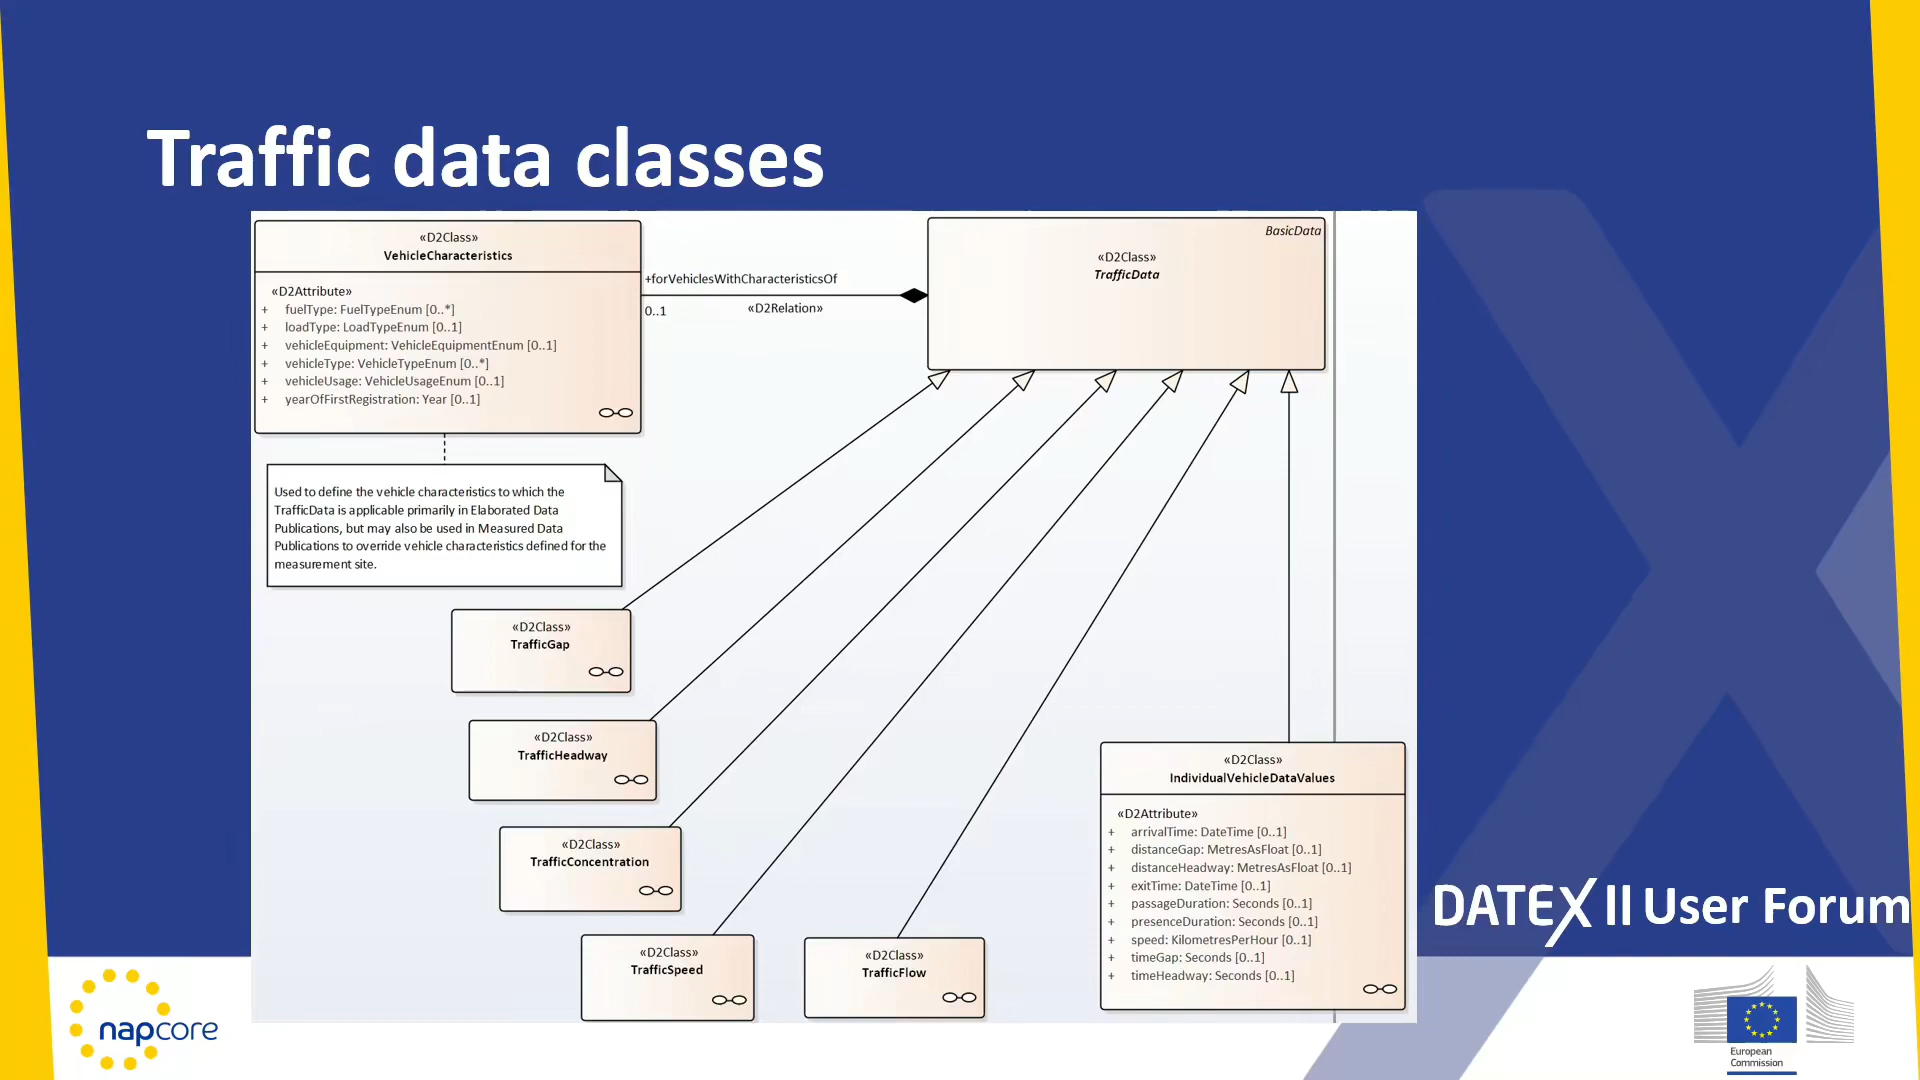 Traffic data classes
«D2Class»
VehicleCharacteristics
«D2Attribute»
+ fuelType: FuelTypeEnum [0..*]
+ loadType: LoadTypeEnum [0..1]
+ vehicleEquipment: VehicleEquipmentEnum [0..1]
+ vehicleType: VehicleTypeEnum [0..*]
+ vehicleUsage: VehicleUsageEnum [0..1]
+ yearOfFirstRegistration: Year [0..1]
+forVehiclesWithCharacteristicsOf
0..1 «D2Relation»
BasicData
«D2Class»
TrafficData
Used to define the vehicle characteristics to which the
TrafficData is applicable primarily in Elaborated Data
Publications, but may also be used in Measured Data
Publications to override vehicle characteristics defined for the
measurement site.
«D2Class»
TrafficGap
«D2Class»
TrafficHeadway
«D2Class»
TrafficConcentration
«D2Class»
TrafficSpeed
«D2Class»
TrafficFlow
«D2Class»
IndividualVehicleDataValues
«D2Attribute»
+ arrivalTime: DateTime [0..1]
+ distanceGap: MetresAsFloat [0..1]
+ distanceHeadway: MetresAsFloat [0..1]
+ exitTime: DateTime [0..1]
+ passageDuration: Seconds [0..1]
+ presenceDuration: Seconds [0..1]
+ speed: KilometresPerHour [0..1]
+ timeGap: Seconds [0..1]
+ timeHeadway: Seconds [0..1]
DATEX II User Forum
napcore
European
Commission